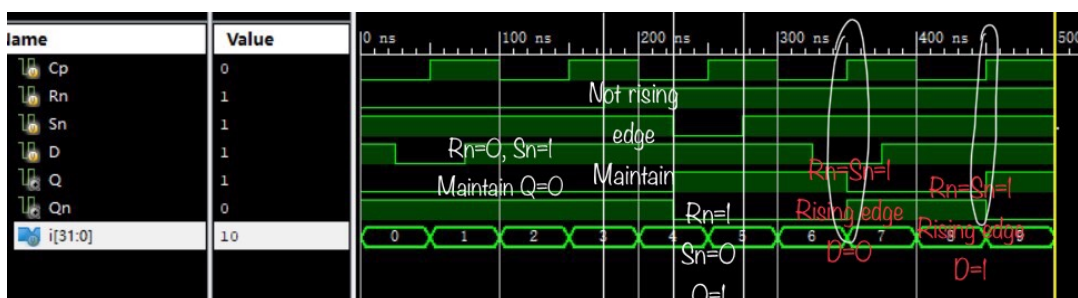 lame
Value
0 ns
100 ns
200 ns
300 ns
400 ns
500
Cp
0
Rn
1
Sn
1
D
1
Q
1
Qn
0
i[31:0]
10
0 1 2 3 4 5 6 7 8 9
Rn=0, Sn=1
Maintain Q=0
Not rising
edge
Maintain
Rn=1
Sn=0
Q=1
Rn=Sn=1
Rising edge
D=0
Rn=Sn=1
Rising edge
D=1